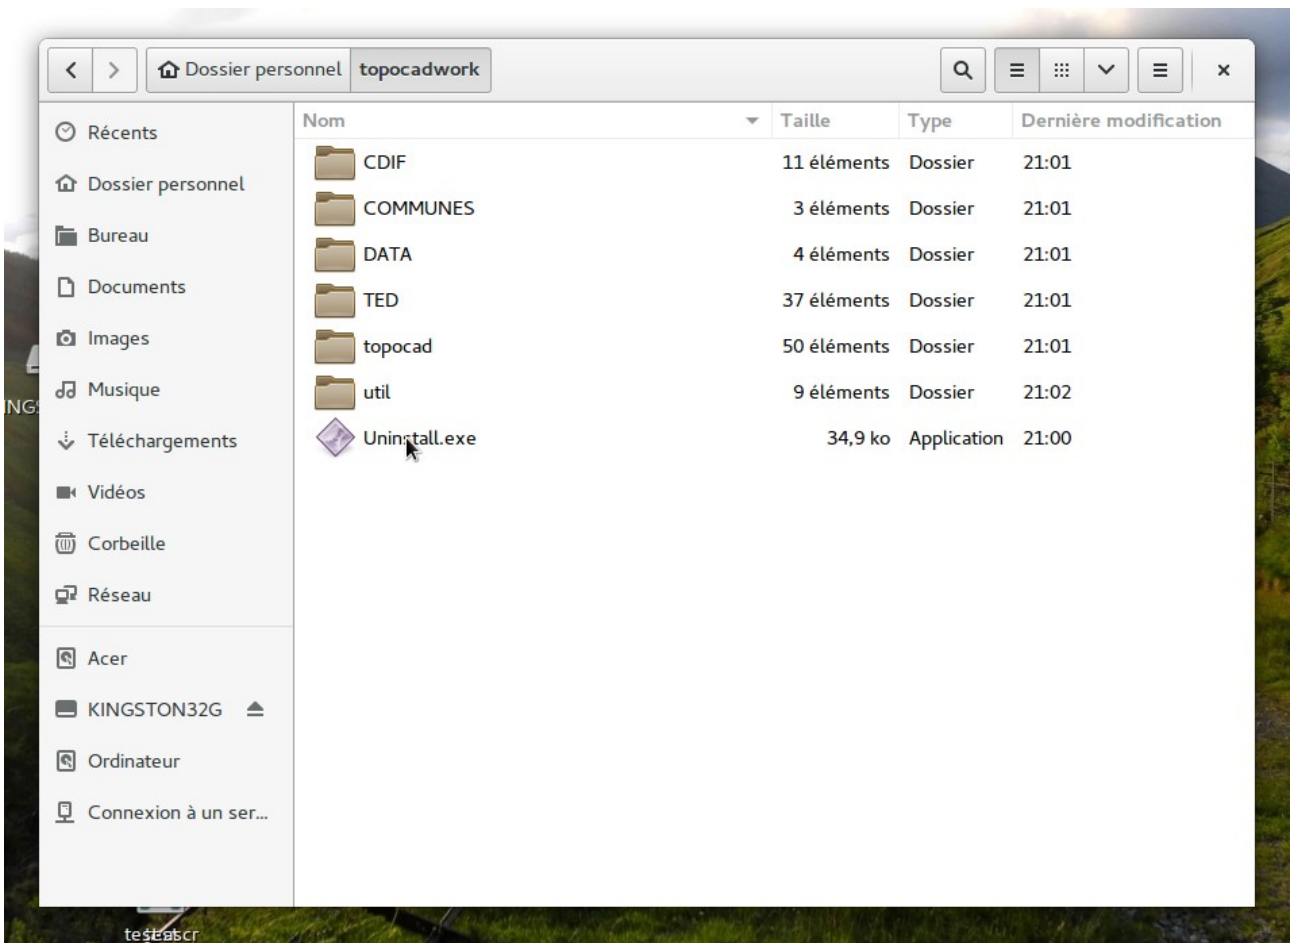 Dossier personnel topocadwork
Nom Taille Type Dernière modification
Récents
Dossier personnel
Bureau
Documents
Images
Musique
Téléchargements
Vidéos
Corbeille
Réseau
Acer
KINGSTON32G
Ordinateur
Connexion à un ser...
CDIF 11 éléments Dossier 21:01
COMMUNES 3 éléments Dossier 21:01
DATA 4 éléments Dossier 21:01
TED 37 éléments Dossier 21:01
topocad 50 éléments Dossier 21:01
util 9 éléments Dossier 21:02
Uninstall.exe 34,9 ko Application 21:00